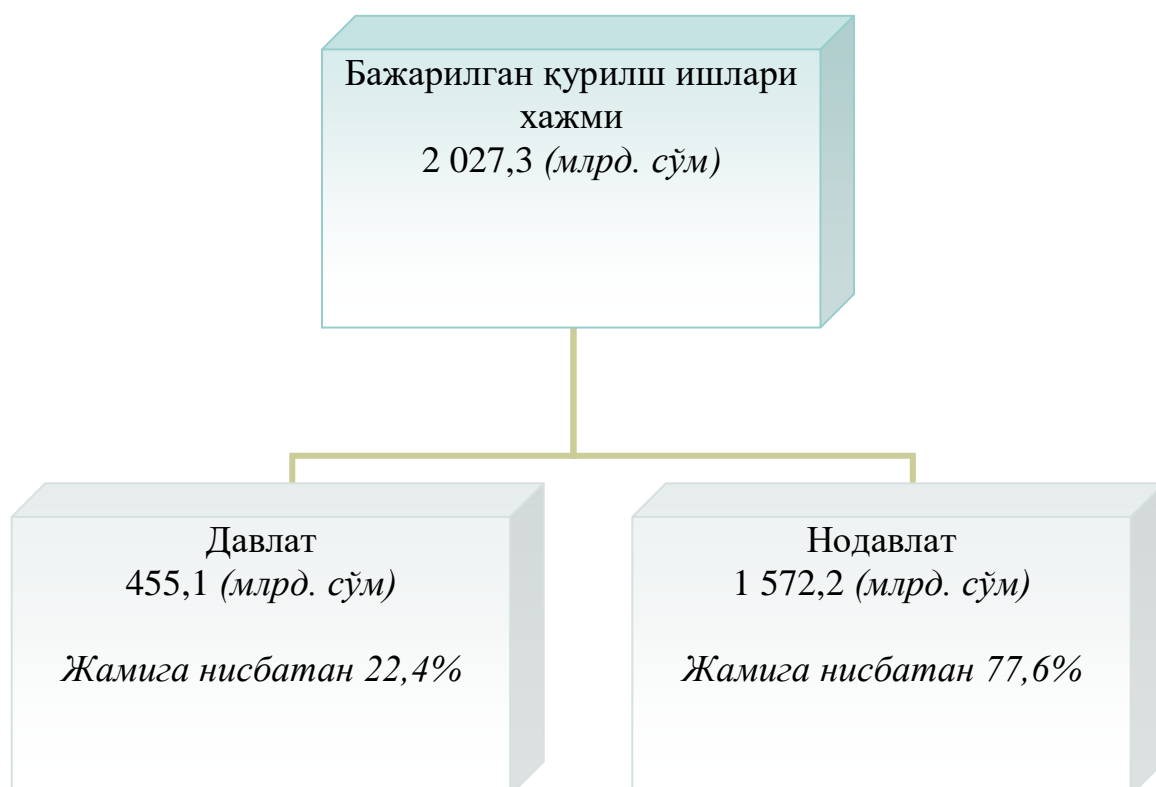 Бажарилган қурилш ишлари
хажми
2 027,3 (млрд. сўм)
Давлат
455,1 (млрд. сўм)
Жамига нисбатан 22,4%
Нодавлат
1 572,2 (млрд. сўм)
Жамига нисбатан 77,6%